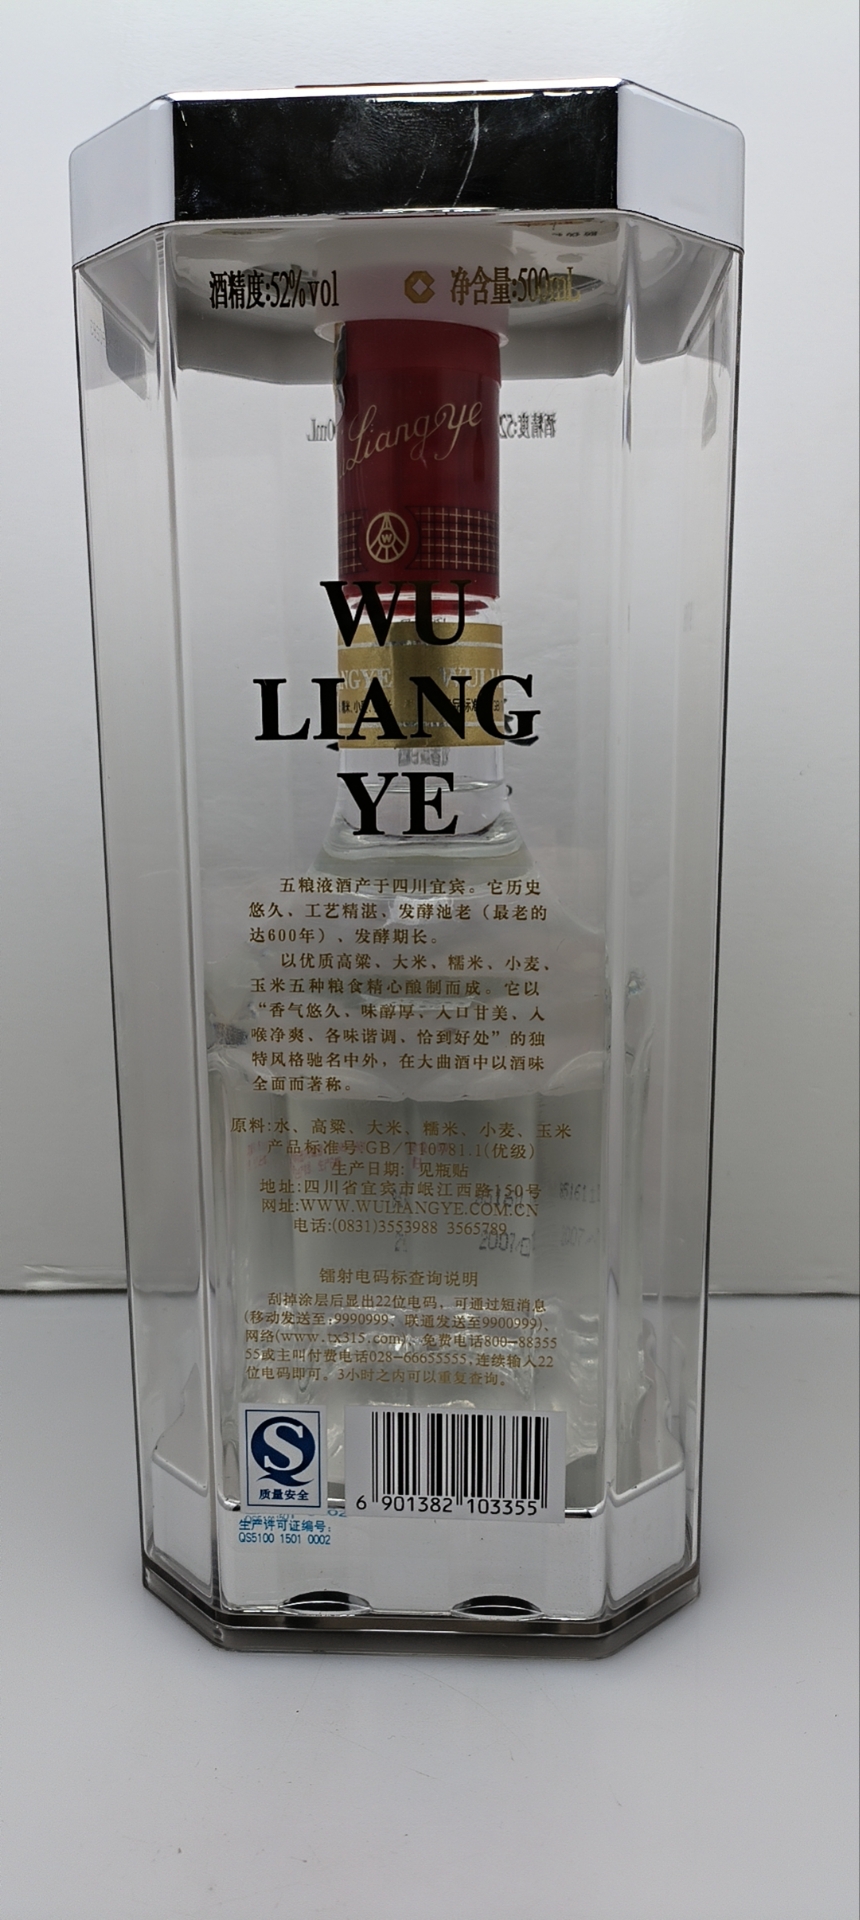 酒精度:52%vol 净含量:500mL
LiangYe
W
WU
LIANG
YE
五粮液酒产于四川宜宾。它历史
悠久、工艺精湛、发酵池老（最老的
达600年）、发酵期长。
以优质高粱、大米、糯米、小麦、
玉米五种粮食精心酿制而成。它以
“香气悠久、味醇厚、入口甘美、入
喉净爽、各味谐调、恰到好处”的独
特风格驰名中外，在大曲酒中以酒味
全面而著称。
原料:水、高粱、大米、糯米、小麦、玉米
产品标准号:GB/T10781.1(优级)
生产日期：见瓶贴
地址:四川省宜宾市岷江西路150号
网址:WWW.WULIANGYE.COM.CN
电话:(0831)3553988 3565789
镭射电码标查询说明
刮掉涂层后显出22位电码，可通过短消息
(移动发送至:9990999、联通发送至9900999)、
网络(www.tx315.com)、免费电话800-88355
55或主叫付费电话028-66655555,连续输入22
位电码即可。3小时之内可以重复查询。
质量安全
6 901382 103355
生产许可证编号:
QS5100 1501 0002